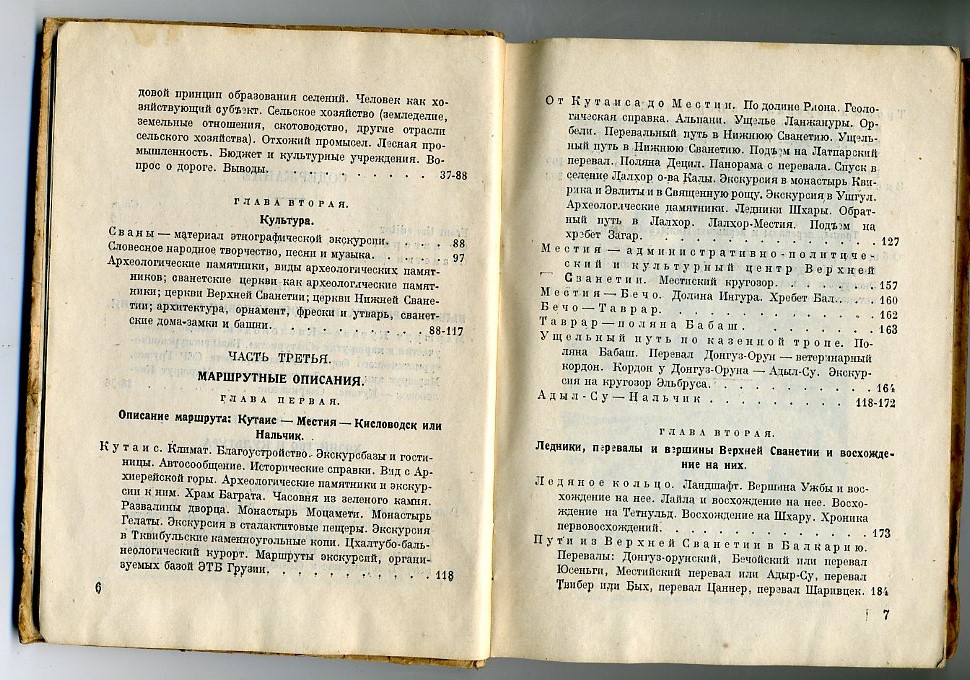 довой принцип образования селений. Человек как хо-
зяйствующий субъект. Сельское хозяйство (земледелие,
земельные отношения, скотоводство, другие отрасли
сельского хозяйства). Отхожий промысел. Лесная про-
мышленность. Бюджет и культурные учреждения. Во-
прос о дороге. Выводы. . . . . . . . . . 37-88
ГЛАВА ВТОРАЯ.
Культура.
Сваны — материал этнографической экскурсии. . . . . 88
Словесное народное творчество, песни и музыка. . . . . 97
Археологические памятники, виды археологических памят-
ников; сванетские церкви как археологические памят-
ники; церкви Верхней Сванетии; церкви Нижней Сване-
тии; архитектура, орнамент, фрески и утварь, сванет-
ские дома-замки и башни. . . . . . . . . . 88-117
ЧАСТЬ ТРЕТЬЯ.
МАРШРУТНЫЕ ОПИСАНИЯ.
ГЛАВА ПЕРВАЯ.
Описание маршрута: Кутаис — Местия — Кисловодск или
Нальчик.
Кутаис. Климат. Благоустройство. Экскурсбазы и гости-
ницы. Автосообщение. Исторические справки. Вид с Ар-
хиерейской горы. Археологические памятники и экскур-
сии к ним. Храм Баграта. Часовня из зеленого камня.
Развалины дворца. Монастырь Моцамети. Монастырь
Гелаты. Экскурсия в сталактитовые пещеры. Экскурсия
в Тквибульские каменноугольные копи. Цхалтубо-баль-
неологический курорт. Маршруты экскурсий, органи-
зуемых базой ЭТБ Грузии. . . . . . . . . . 118
6
От Кутаиса до Местии. По долине Риона. Геоло-
гическая справка. Альпани. Ущелье Ланжануры. Ор-
бели. Перевальный путь в Нижнюю Сванетию. Ущель-
ный путь в Нижнюю Сванетию. Подъем на Латпарский
перевал. Поляна Децил. Панорама с перевала. Спуск в
селение Далхор о-ва Калы. Экскурсия в монастырь Кви-
рика и Эвлиты и в Священную рощу. Экскурсия в Ушгул.
Археологические памятники. Ледники Шхары. Обрат-
ный путь в Лалхор. Лалхор-Местия. Подъем на
хребет Загар. . . . . . . . . . 127
Местия — административно-политиче-
ский и культурный центр Верхней
Сванетии. Местиский кругозор. . . . . . . 157
Местия — Бечо. Долина Ингура. Хребет Бал. . . . 160
Бечо — Таврар. . . . . . . . . . 162
Таврар — поляна Бабаш. . . . . . . . . . 163
Ущельный путь по казенной тропе. По-
ляна Бабаш. Перевал Донгуз-Орун — ветеринарный
кордон. Кордон у Донгуз-Оруна — Адыл-Су. Экскур-
сия на кругозор Эльбруса. . . . . . . . . . 164
Адыл-Су — Нальчик . . . . . . . . . . 118-172
ГЛАВА ВТОРАЯ.
Ледники, перевалы и вершины Верхней Сванетии и восхожде-
ние на них.
Ледяное кольцо. Ландшафт. Вершина Ужбы и вос-
хождение на нее. Лайла и восхождение на нее. Восхо-
ждение на Тетнульд. Восхождение на Шхару. Хроника
первовосхождений. . . . . . . . . . 173
Пути из Верхней Сванетии в Балкарию.
Перевалы: Донгуз-орунский, Бечойский или перевал
Юсеньги, Местийский перевал или Адыр-Су, перевал
Твибер или Бых, перевал Цаннер, перевал Шаривцек. 184
7